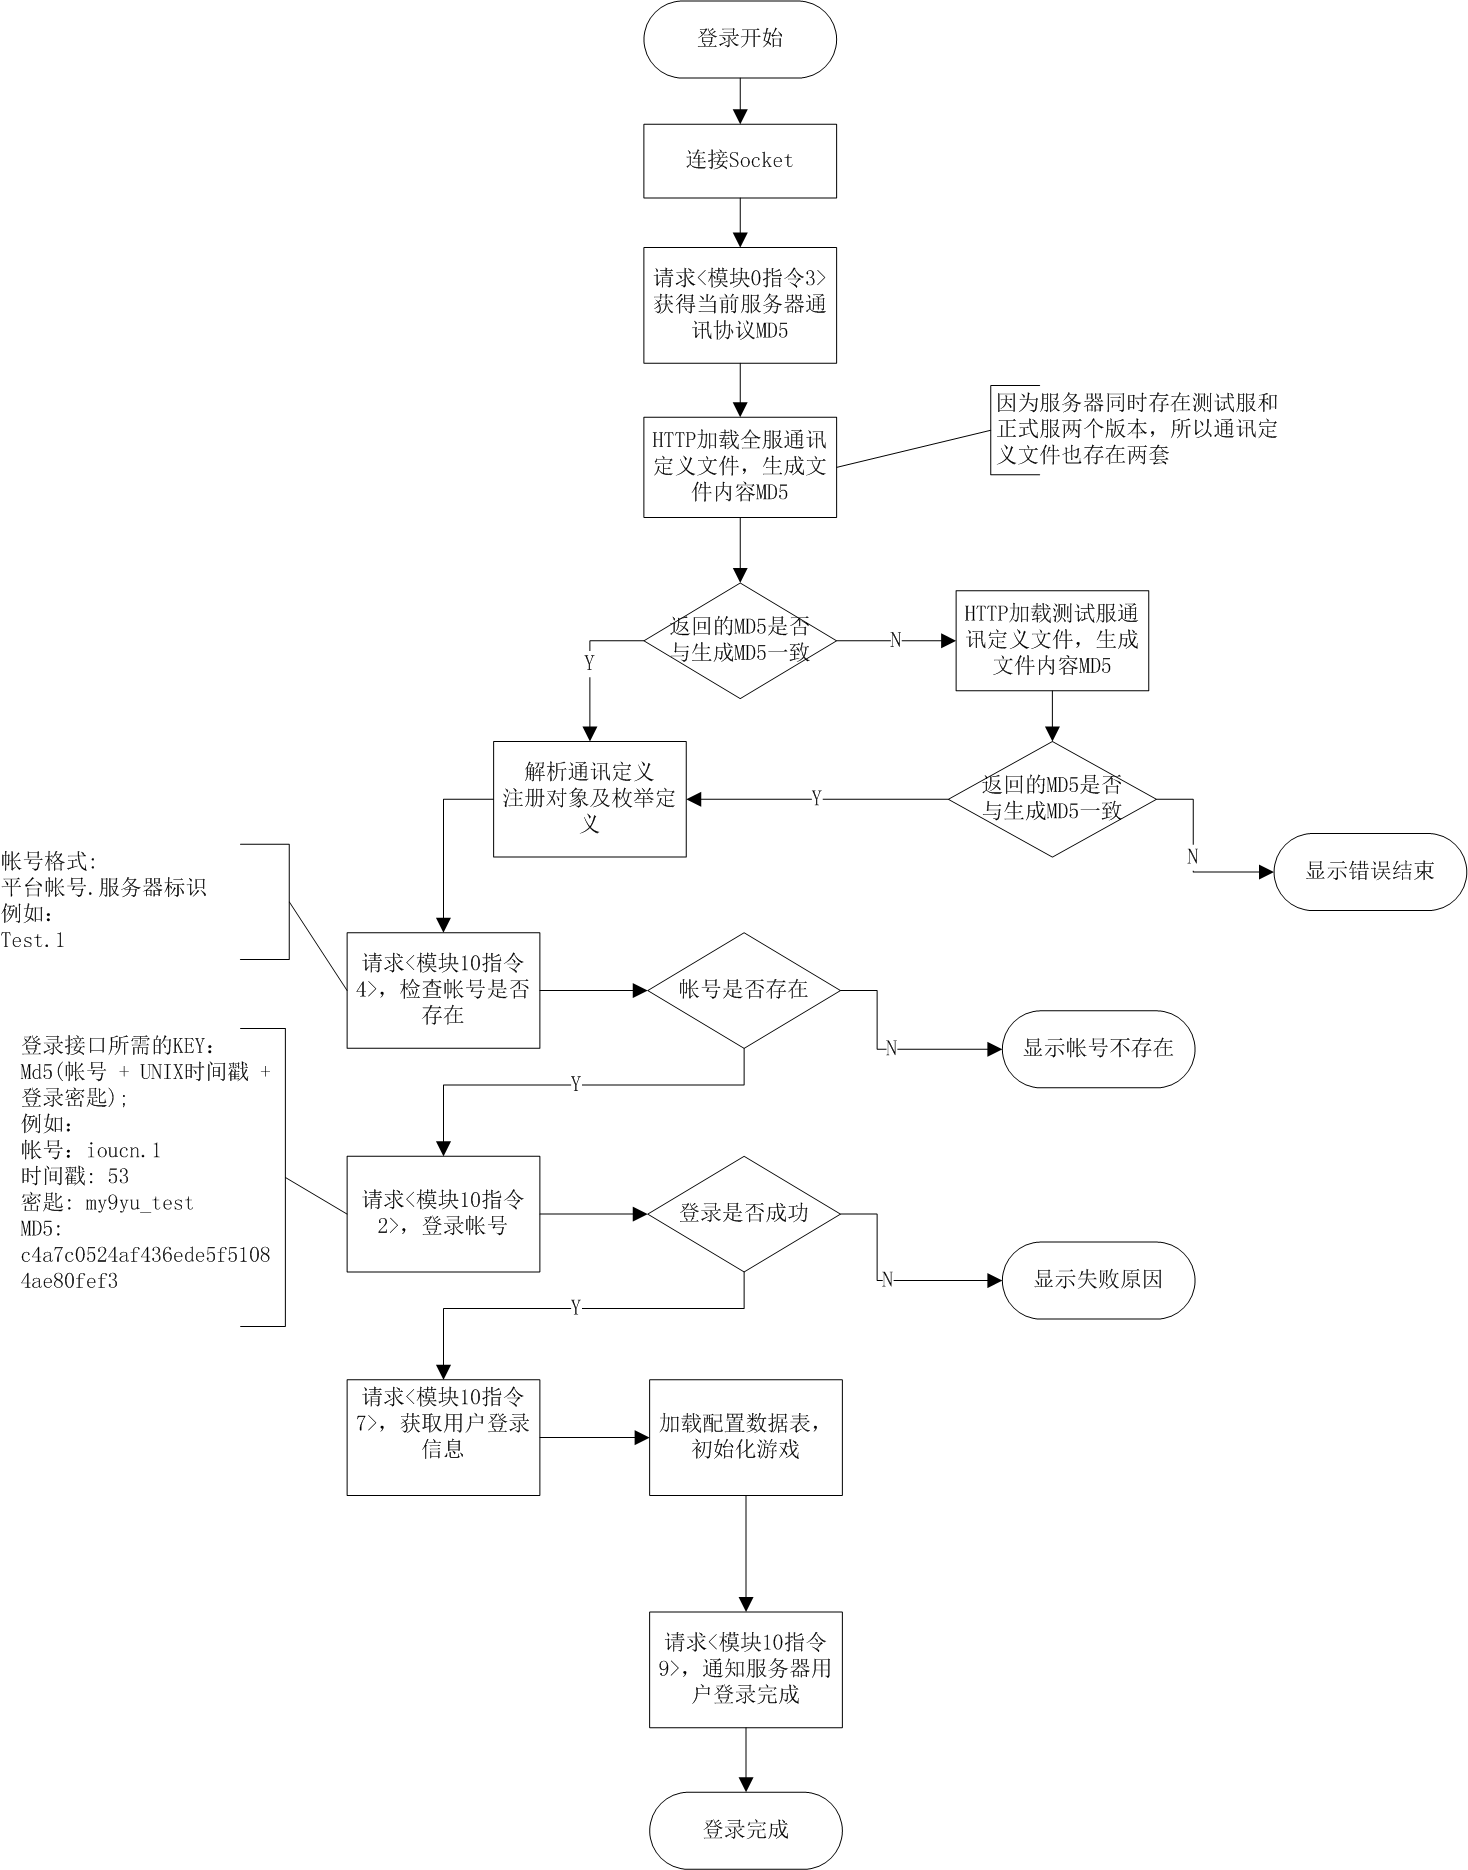 登录开始
连接Socket
请求<模块0指令3>
获得当前服务器通
讯协议MD5
HTTP加载全服通讯
定义文件，生成文
件内容MD5
因为服务器同时存在测试服和
正式服两个版本，所以通讯定
义文件也存在两套
返回的MD5是否
与生成MD5一致
N
Y
HTTP加载测试服通
讯定义文件，生成
文件内容MD5
解析通讯定义
注册对象及枚举定
义
Y
返回的MD5是否
与生成MD5一致
N
显示错误结束
帐号格式:
平台帐号.服务器标识
例如:
Test.1
请求<模块10指令
4>，检查帐号是否
存在
帐号是否存在
N
显示帐号不存在
Y
登录接口所需的KEY:
Md5(帐号 + UNIX时间戳 +
登录密匙);
例如:
帐号: ioucn.1
时间戳: 53
密匙: my9yu_test
MD5:
c4a7c0524af436ede5f5108
4ae80fef3
请求<模块10指令
2>，登录帐号
登录是否成功
N
显示失败原因
Y
请求<模块10指令
7>，获取用户登录
信息
加载配置数据表，
初始化游戏
请求<模块10指令
9>，通知服务器用
户登录完成
登录完成